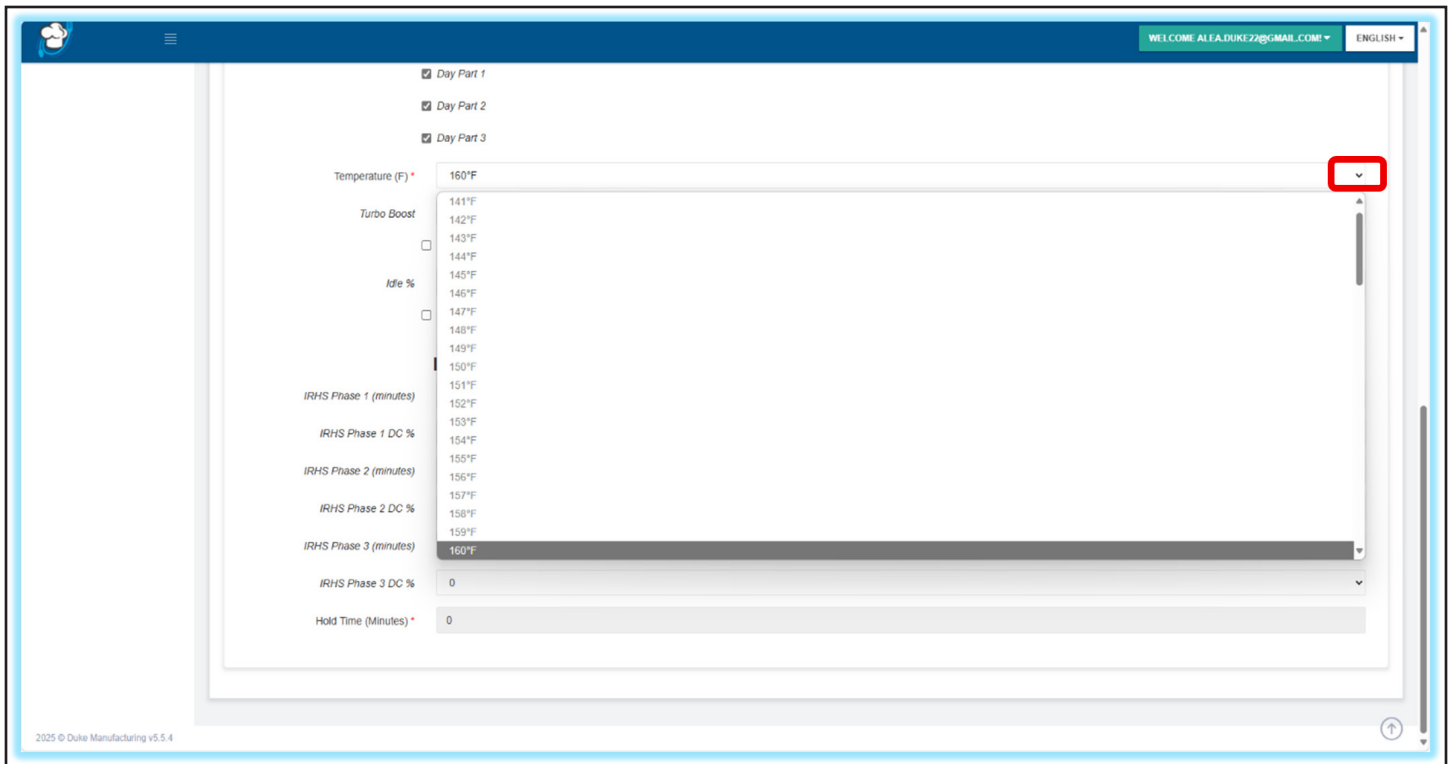 WELCOME ALEA.DUKE22@GMAIL.COM!
ENGLISH
Day Part 1
Day Part 2
Day Part 3
Temperature (F) * 160°F
141°F
Turbo Boost
142°F
143°F
144°F
Idle %
145°F
146°F
147°F
148°F
149°F
150°F
151°F
IRHS Phase 1 (minutes)
152°F
153°F
IRHS Phase 1 DC %
154°F
155°F
IRHS Phase 2 (minutes)
156°F
157°F
IRHS Phase 2 DC %
158°F
159°F
IRHS Phase 3 (minutes)
160°F
IRHS Phase 3 DC % 0
Hold Time (Minutes) * 0
2025 © Duke Manufacturing v5.5.4